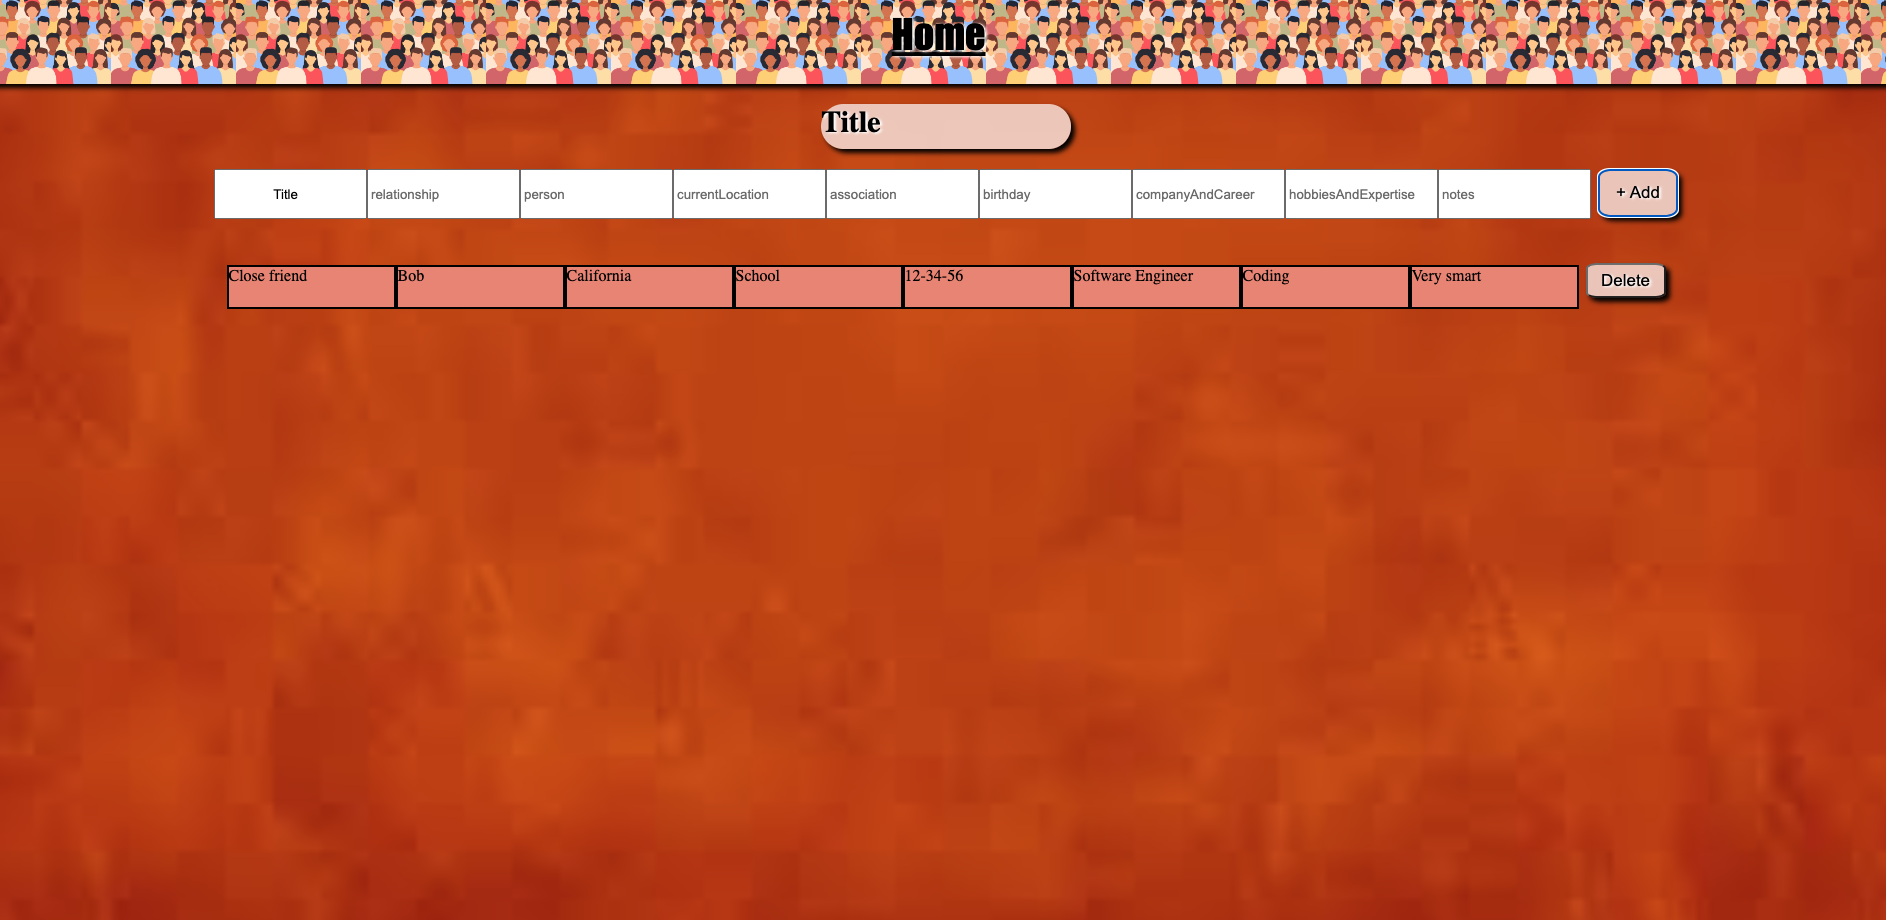 Home
Title
Title relationship person currentLocation association birthday companyAndCareer hobbiesAndExpertise notes + Add
Close friend Bob California School 12-34-56 Software Engineer Coding Very smart Delete